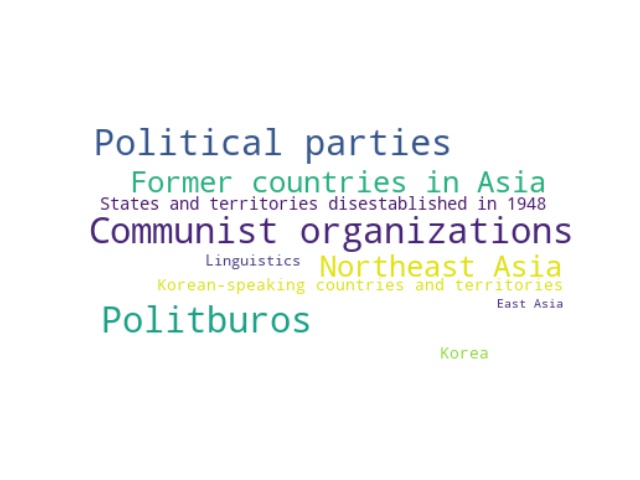 Political parties
Former countries in Asia
States and territories disestablished in 1948
Communist organizations
Linguistics
Northeast Asia
Korean-speaking countries and territories
East Asia
Politburos
Korea